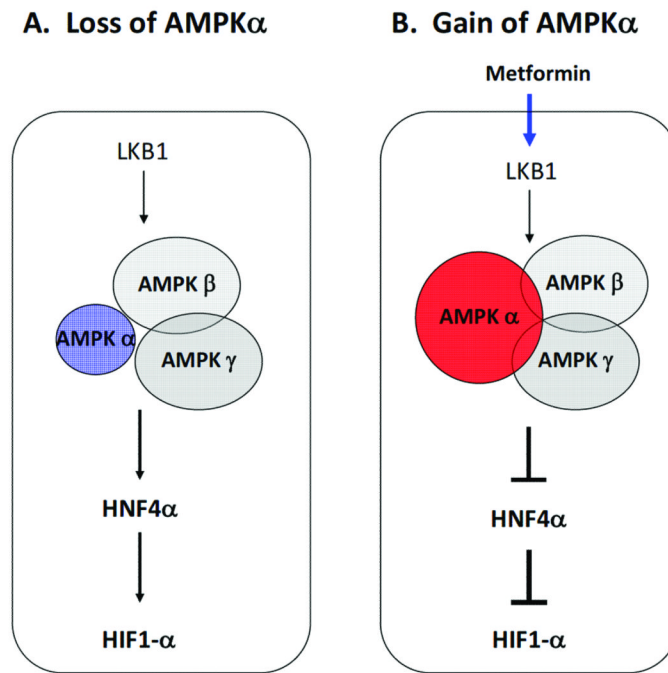 A. Loss of AMPKα
LKB1
AMPK β
AMPK α
AMPK γ
HNF4α
HIF1-α
B. Gain of AMPKα
Metformin
LKB1
AMPK β
AMPK α
AMPK γ
HNF4α
HIF1-α